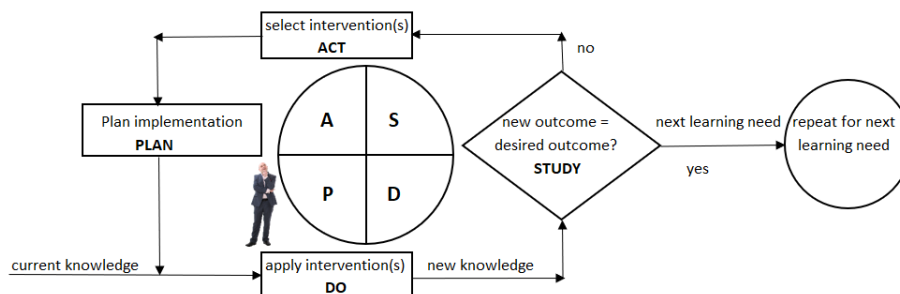 select intervention(s)
ACT
no
Plan implementation
PLAN
A
S
P
D
new outcome =
desired outcome?
STUDY
next learning need
yes
repeat for next
learning need
current knowledge
apply intervention(s)
DO
new knowledge